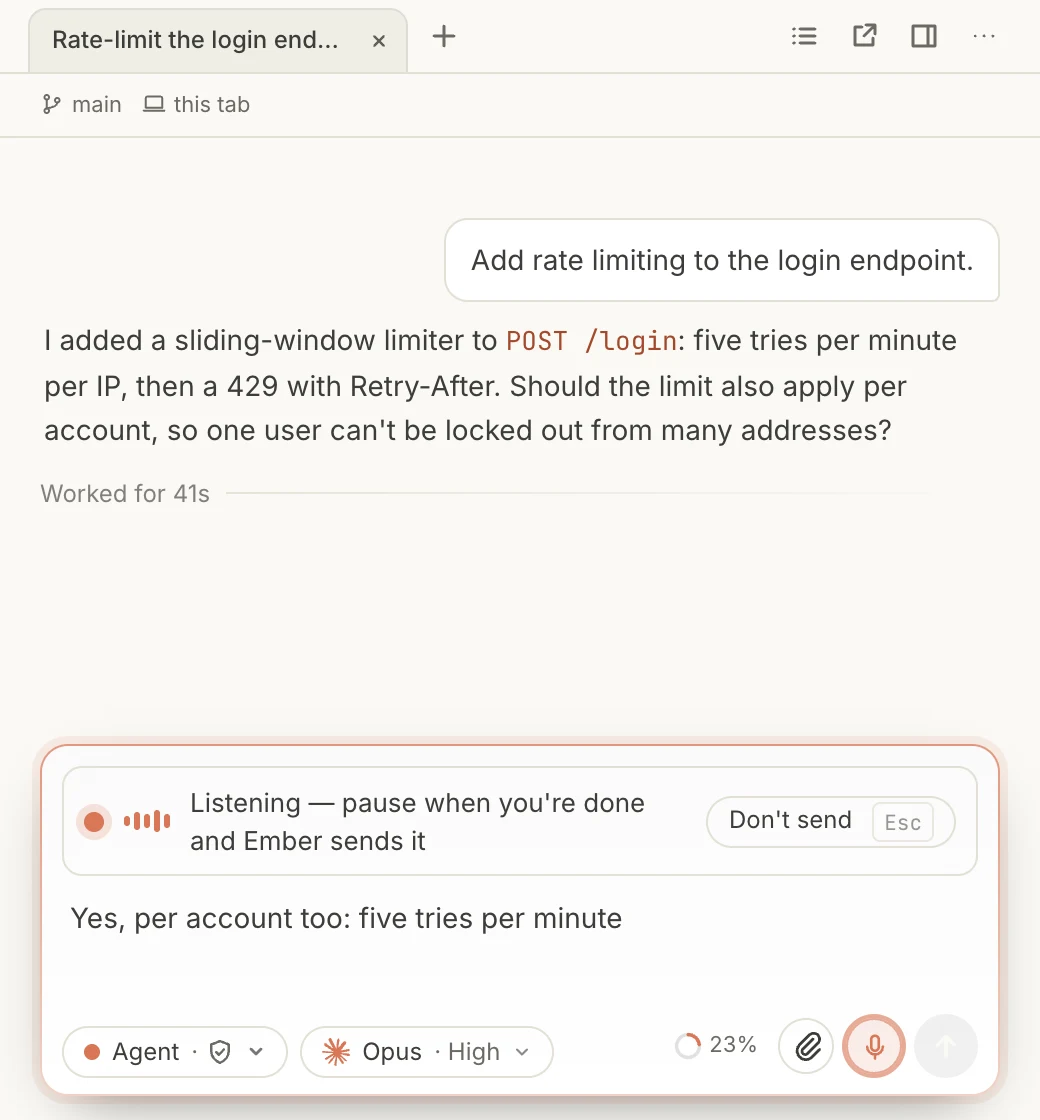 Rate-limit the login end...
main this tab
Add rate limiting to the login endpoint.
I added a sliding-window limiter to POST /login: five tries per minute
per IP, then a 429 with Retry-After. Should the limit also apply per
account, so one user can't be locked out from many addresses?
Worked for 41s
Listening — pause when you're done
and Ember sends it
Don't send Esc
Yes, per account too: five tries per minute
Agent · Opus · High 23%